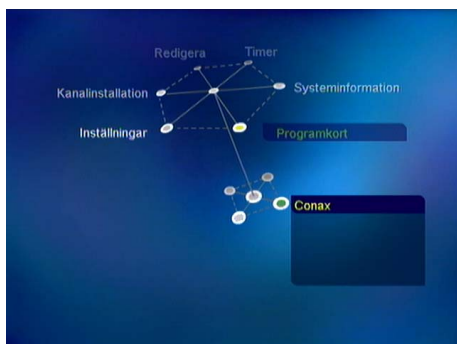 Redigera
Timer
Kanalinstallation
Systeminformation
Inställningar
Programkort
Conax